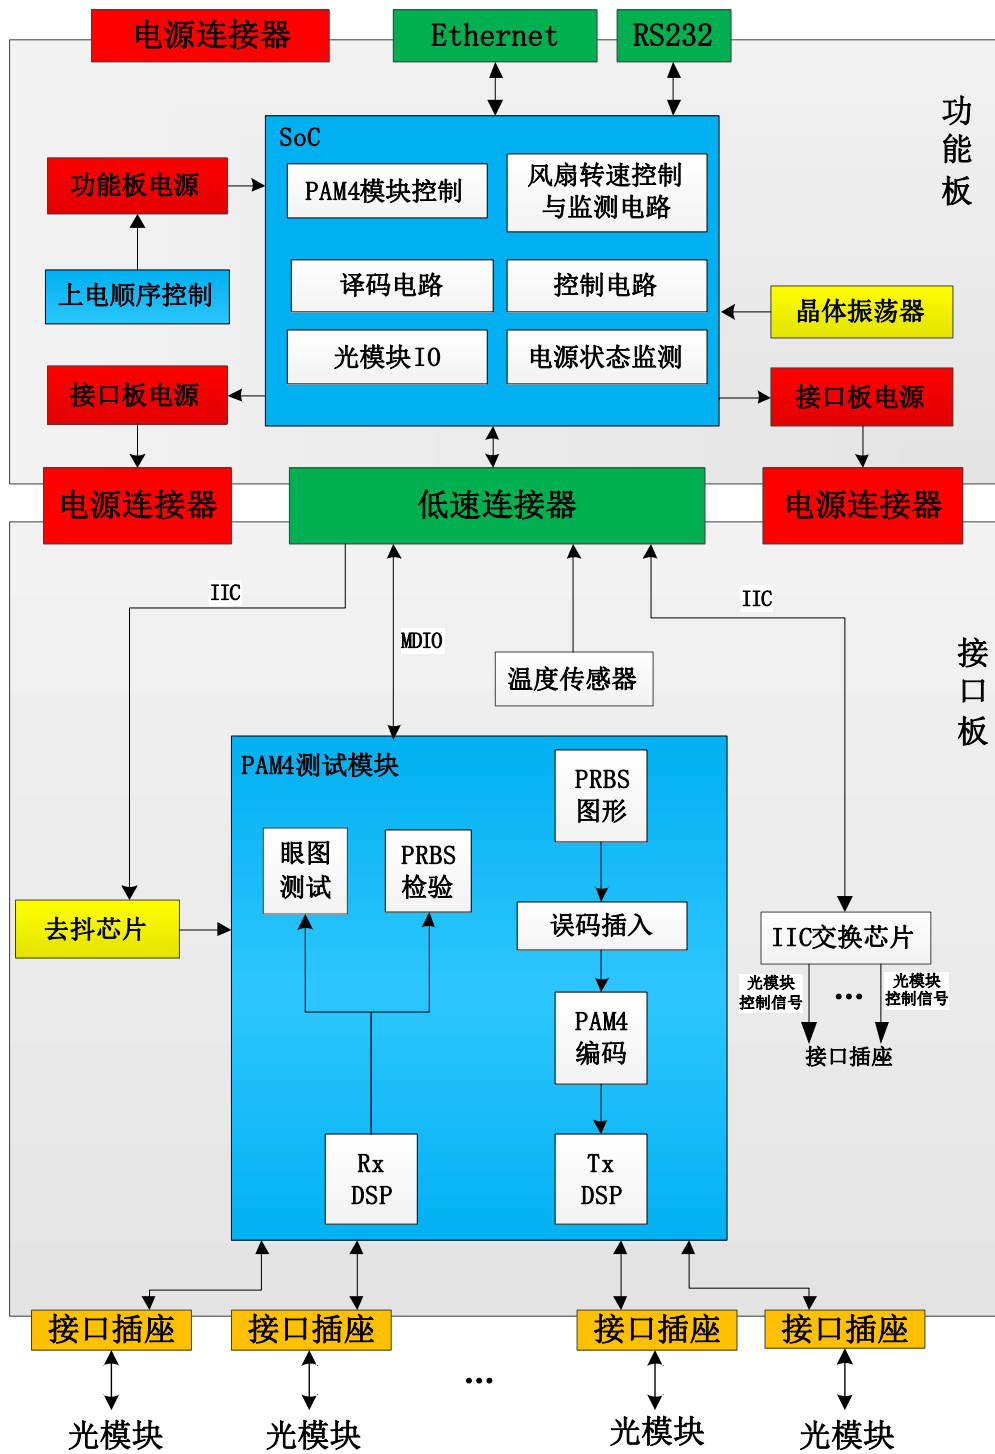 电源连接器
Ethernet
RS232
功能板
SoC
功能板电源
PAM4模块控制
风扇转速控制
与监测电路
上电顺序控制
译码电路
控制电路
晶体振荡器
光模块IO
电源状态监测
接口板电源
接口板电源
电源连接器
低速连接器
电源连接器
IIC
MDIO
IIC
接口板
温度传感器
PAM4测试模块
PRBS
图形
眼图
测试
PRBS
检验
去抖芯片
误码插入
IIC交换芯片
光模块
控制信号
...
光模块
控制信号
接口插座
PAM4
编码
Rx
DSP
Tx
DSP
接口插座
接口插座
接口插座
接口插座
...
光模块
光模块
光模块
光模块